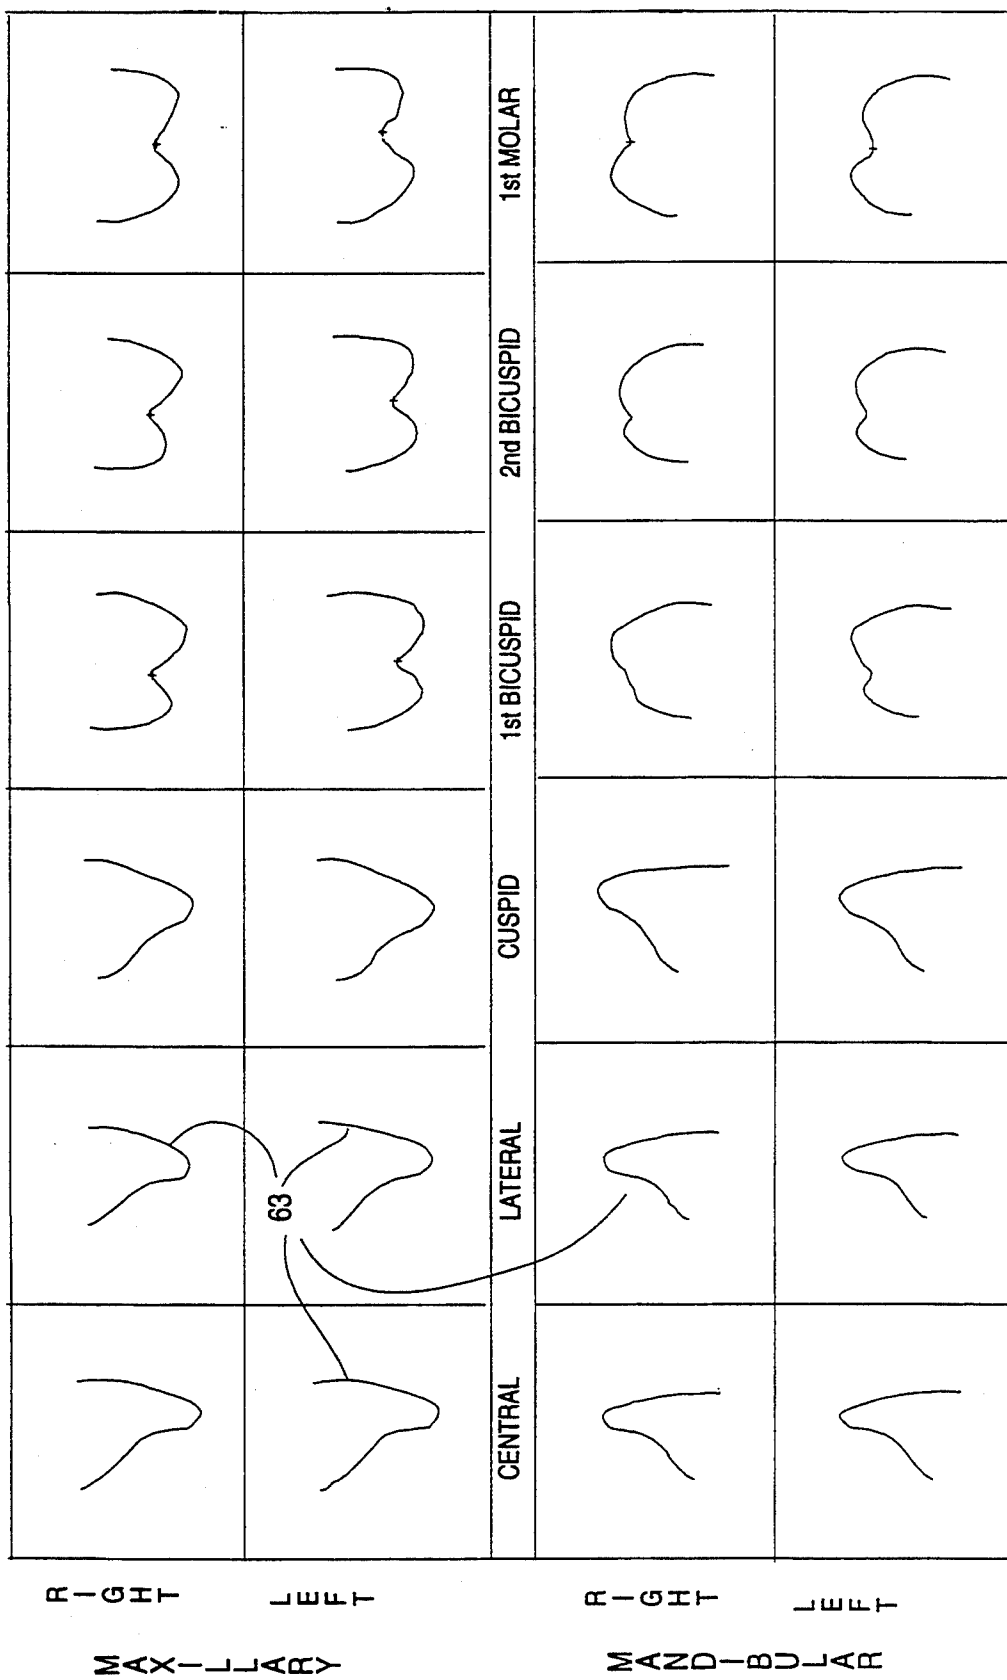 MAXILLARY
RIGHT
LEFT
63
CENTRAL LATERAL CUSPID 1st BICUSPID 2nd BICUSPID 1st MOLAR
MANDIBULAR
RIGHT
LEFT